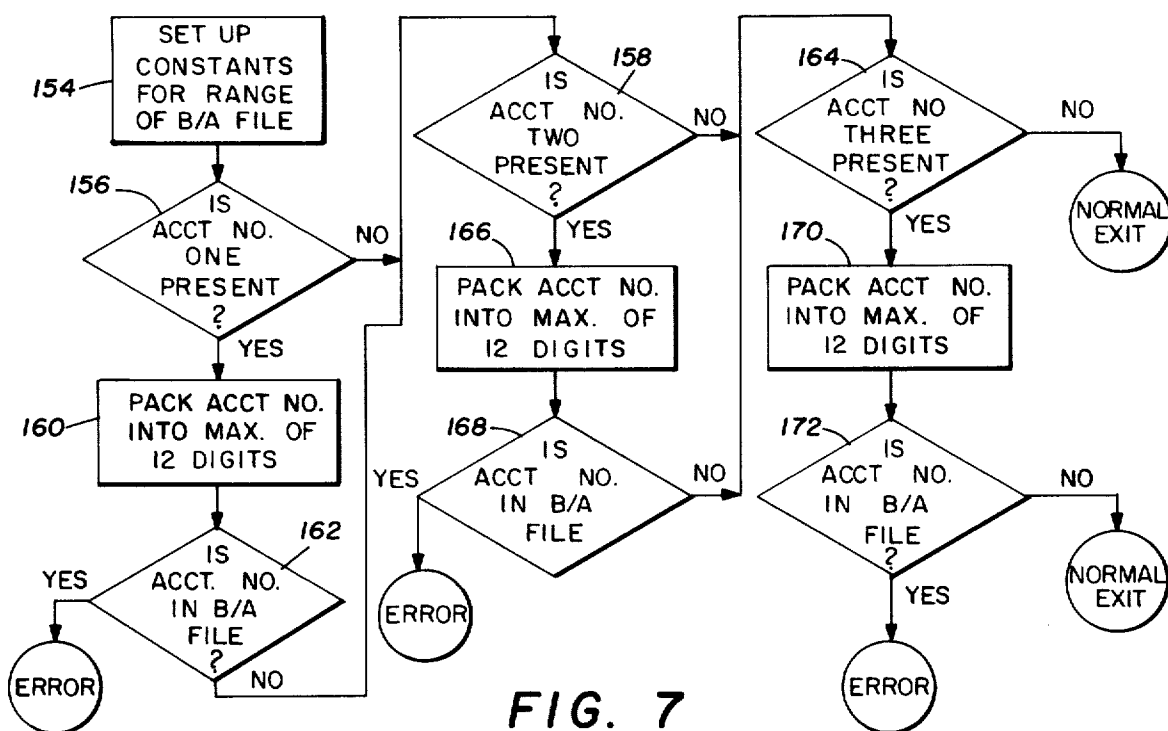 154
SET UP
CONSTANTS
FOR RANGE
OF B/A FILE
156
IS
ACCT NO.
ONE
PRESENT
?
NO
YES
160
PACK ACCT NO.
INTO MAX. OF
12 DIGITS
162
IS
ACCT. NO.
IN B/A
FILE
?
YES
NO
ERROR
158
IS
ACCT NO.
TWO
PRESENT
?
NO
YES
166
PACK ACCT NO.
INTO MAX. OF
12 DIGITS
168
IS
ACCT NO.
IN B/A
FILE
YES
NO
ERROR
164
IS
ACCT NO
THREE
PRESENT
?
NO
NORMAL
EXIT
YES
170
PACK ACCT NO.
INTO MAX. OF
12 DIGITS
172
IS
ACCT NO.
IN B/A
FILE
?
NO
NORMAL
EXIT
YES
ERROR
FIG. 7